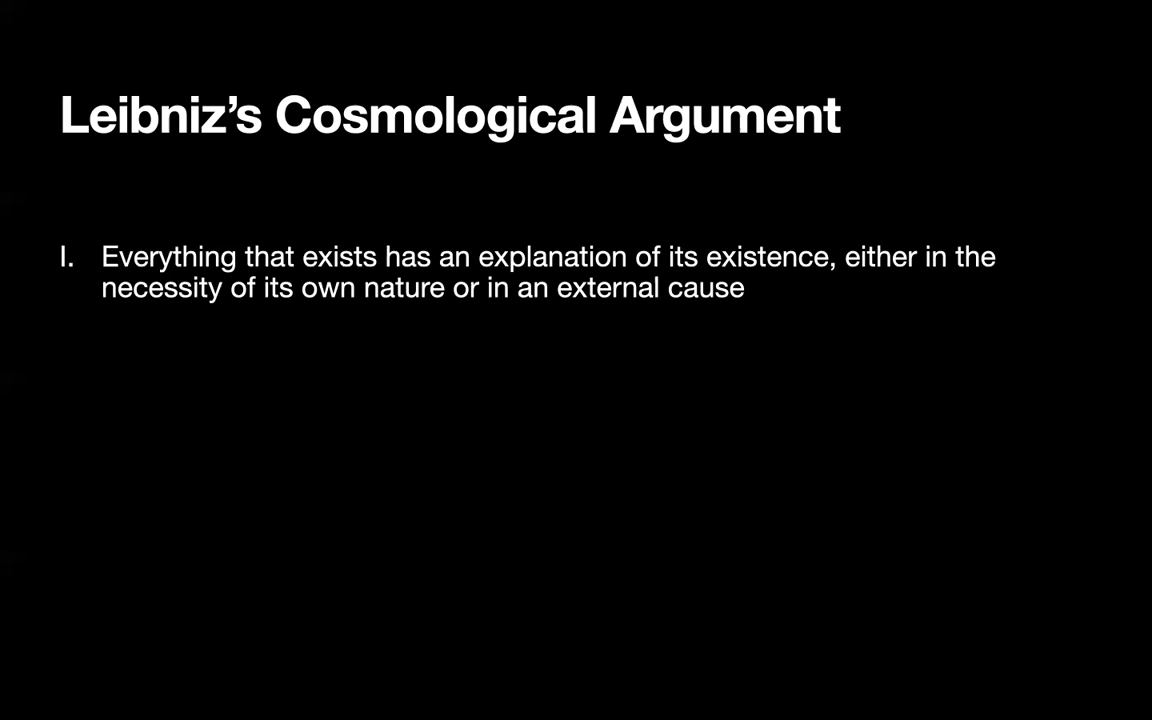 Leibniz’s Cosmological Argument
I. Everything that exists has an explanation of its existence, either in the
necessity of its own nature or in an external cause